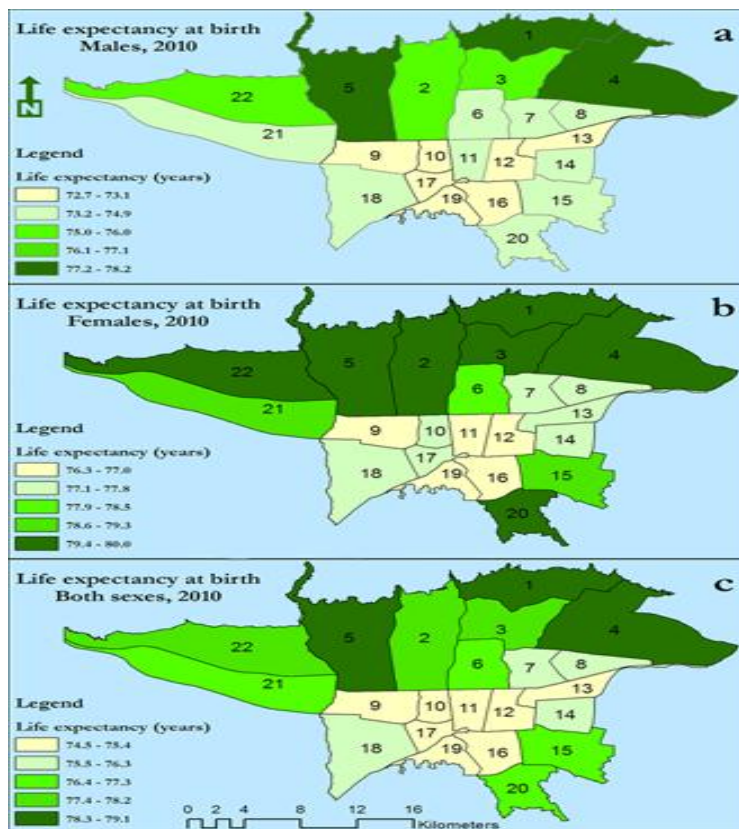 Life expectancy at birth
Males, 2010
a
N
1
2
3
4
5
22
6
7
8
21
13
9
10
11
12
14
17
18
19
16
15
20
Legend
Life expectancy (years)
72.7 - 73.1
73.2 - 74.9
75.0 - 76.0
76.1 - 77.1
77.2 - 78.2
Life expectancy at birth
Females, 2010
b
1
2
3
4
5
22
6
7
8
21
13
9
10
11
12
14
17
18
19
16
15
20
Legend
Life expectancy (years)
76.3 - 77.0
77.1 - 77.8
77.9 - 78.5
78.6 - 79.3
79.4 - 80.0
Life expectancy at birth
Both sexes, 2010
c
1
2
3
4
5
22
6
7
8
21
13
9
10
11
12
14
17
18
19
16
15
20
Legend
Life expectancy (years)
74.5 - 75.4
75.5 - 76.3
76.4 - 77.3
77.4 - 78.2
78.3 - 79.1
0 2 4 8 12 16
Kilometers